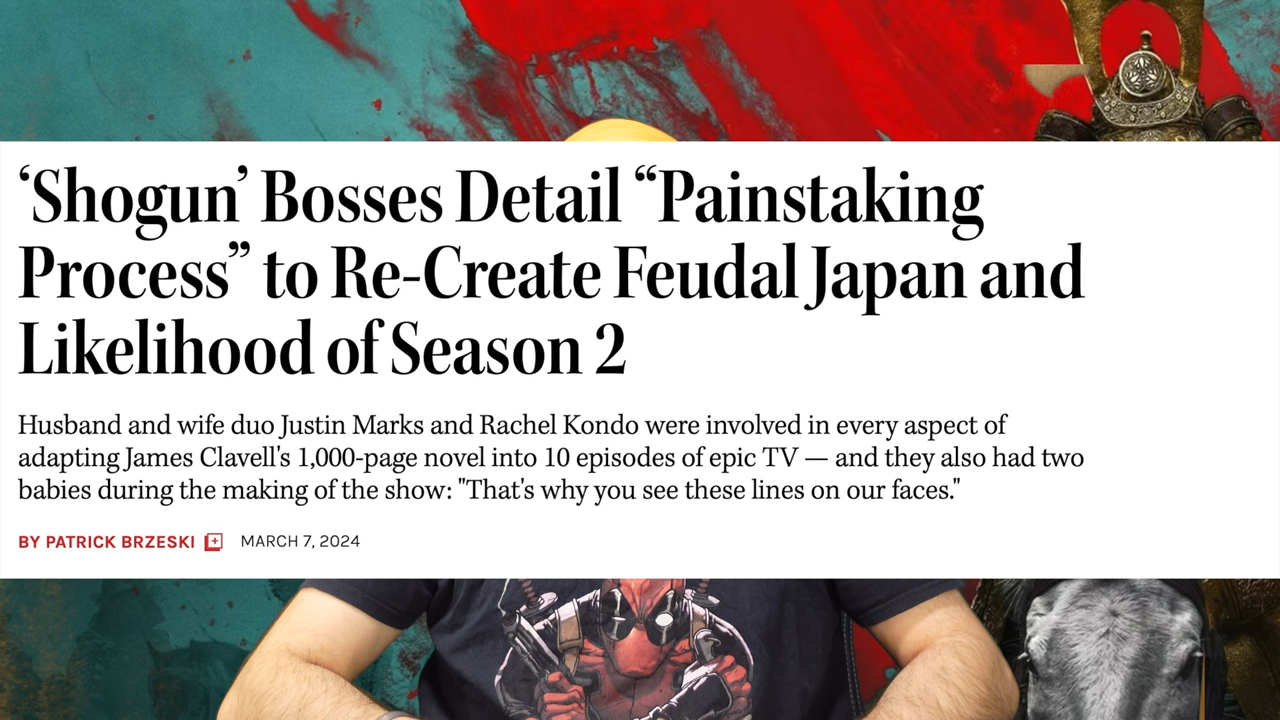 ‘Shogun’ Bosses Detail “Painstaking
Process” to Re-Create Feudal Japan and
Likelihood of Season 2
Husband and wife duo Justin Marks and Rachel Kondo were involved in every aspect of
adapting James Clavell's 1,000-page novel into 10 episodes of epic TV — and they also had two
babies during the making of the show: "That's why you see these lines on our faces."
BY PATRICK BRZESKI MARCH 7, 2024